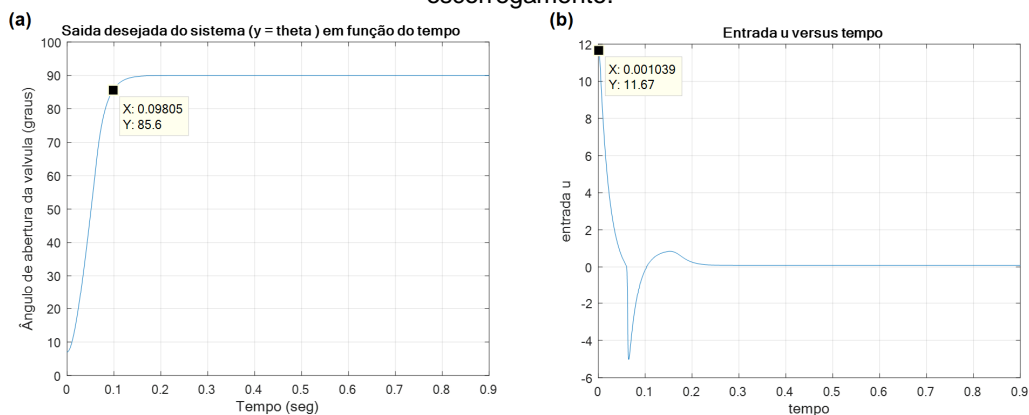 escorregamento.
(a)
Saida desejada do sistema (y = theta ) em função do tempo
100
90
80
70
60
50
40
30
20
10
0
Ângulo de abertura da valvula (graus)
X: 0.09805
Y: 85.6
0 0.1 0.2 0.3 0.4 0.5 0.6 0.7 0.8 0.9
Tempo (seg)
(b)
Entrada u versus tempo
12
10
8
6
4
2
0
-2
-4
-6
entrada u
X: 0.001039
Y: 11.67
0 0.1 0.2 0.3 0.4 0.5 0.6 0.7 0.8 0.9
tempo